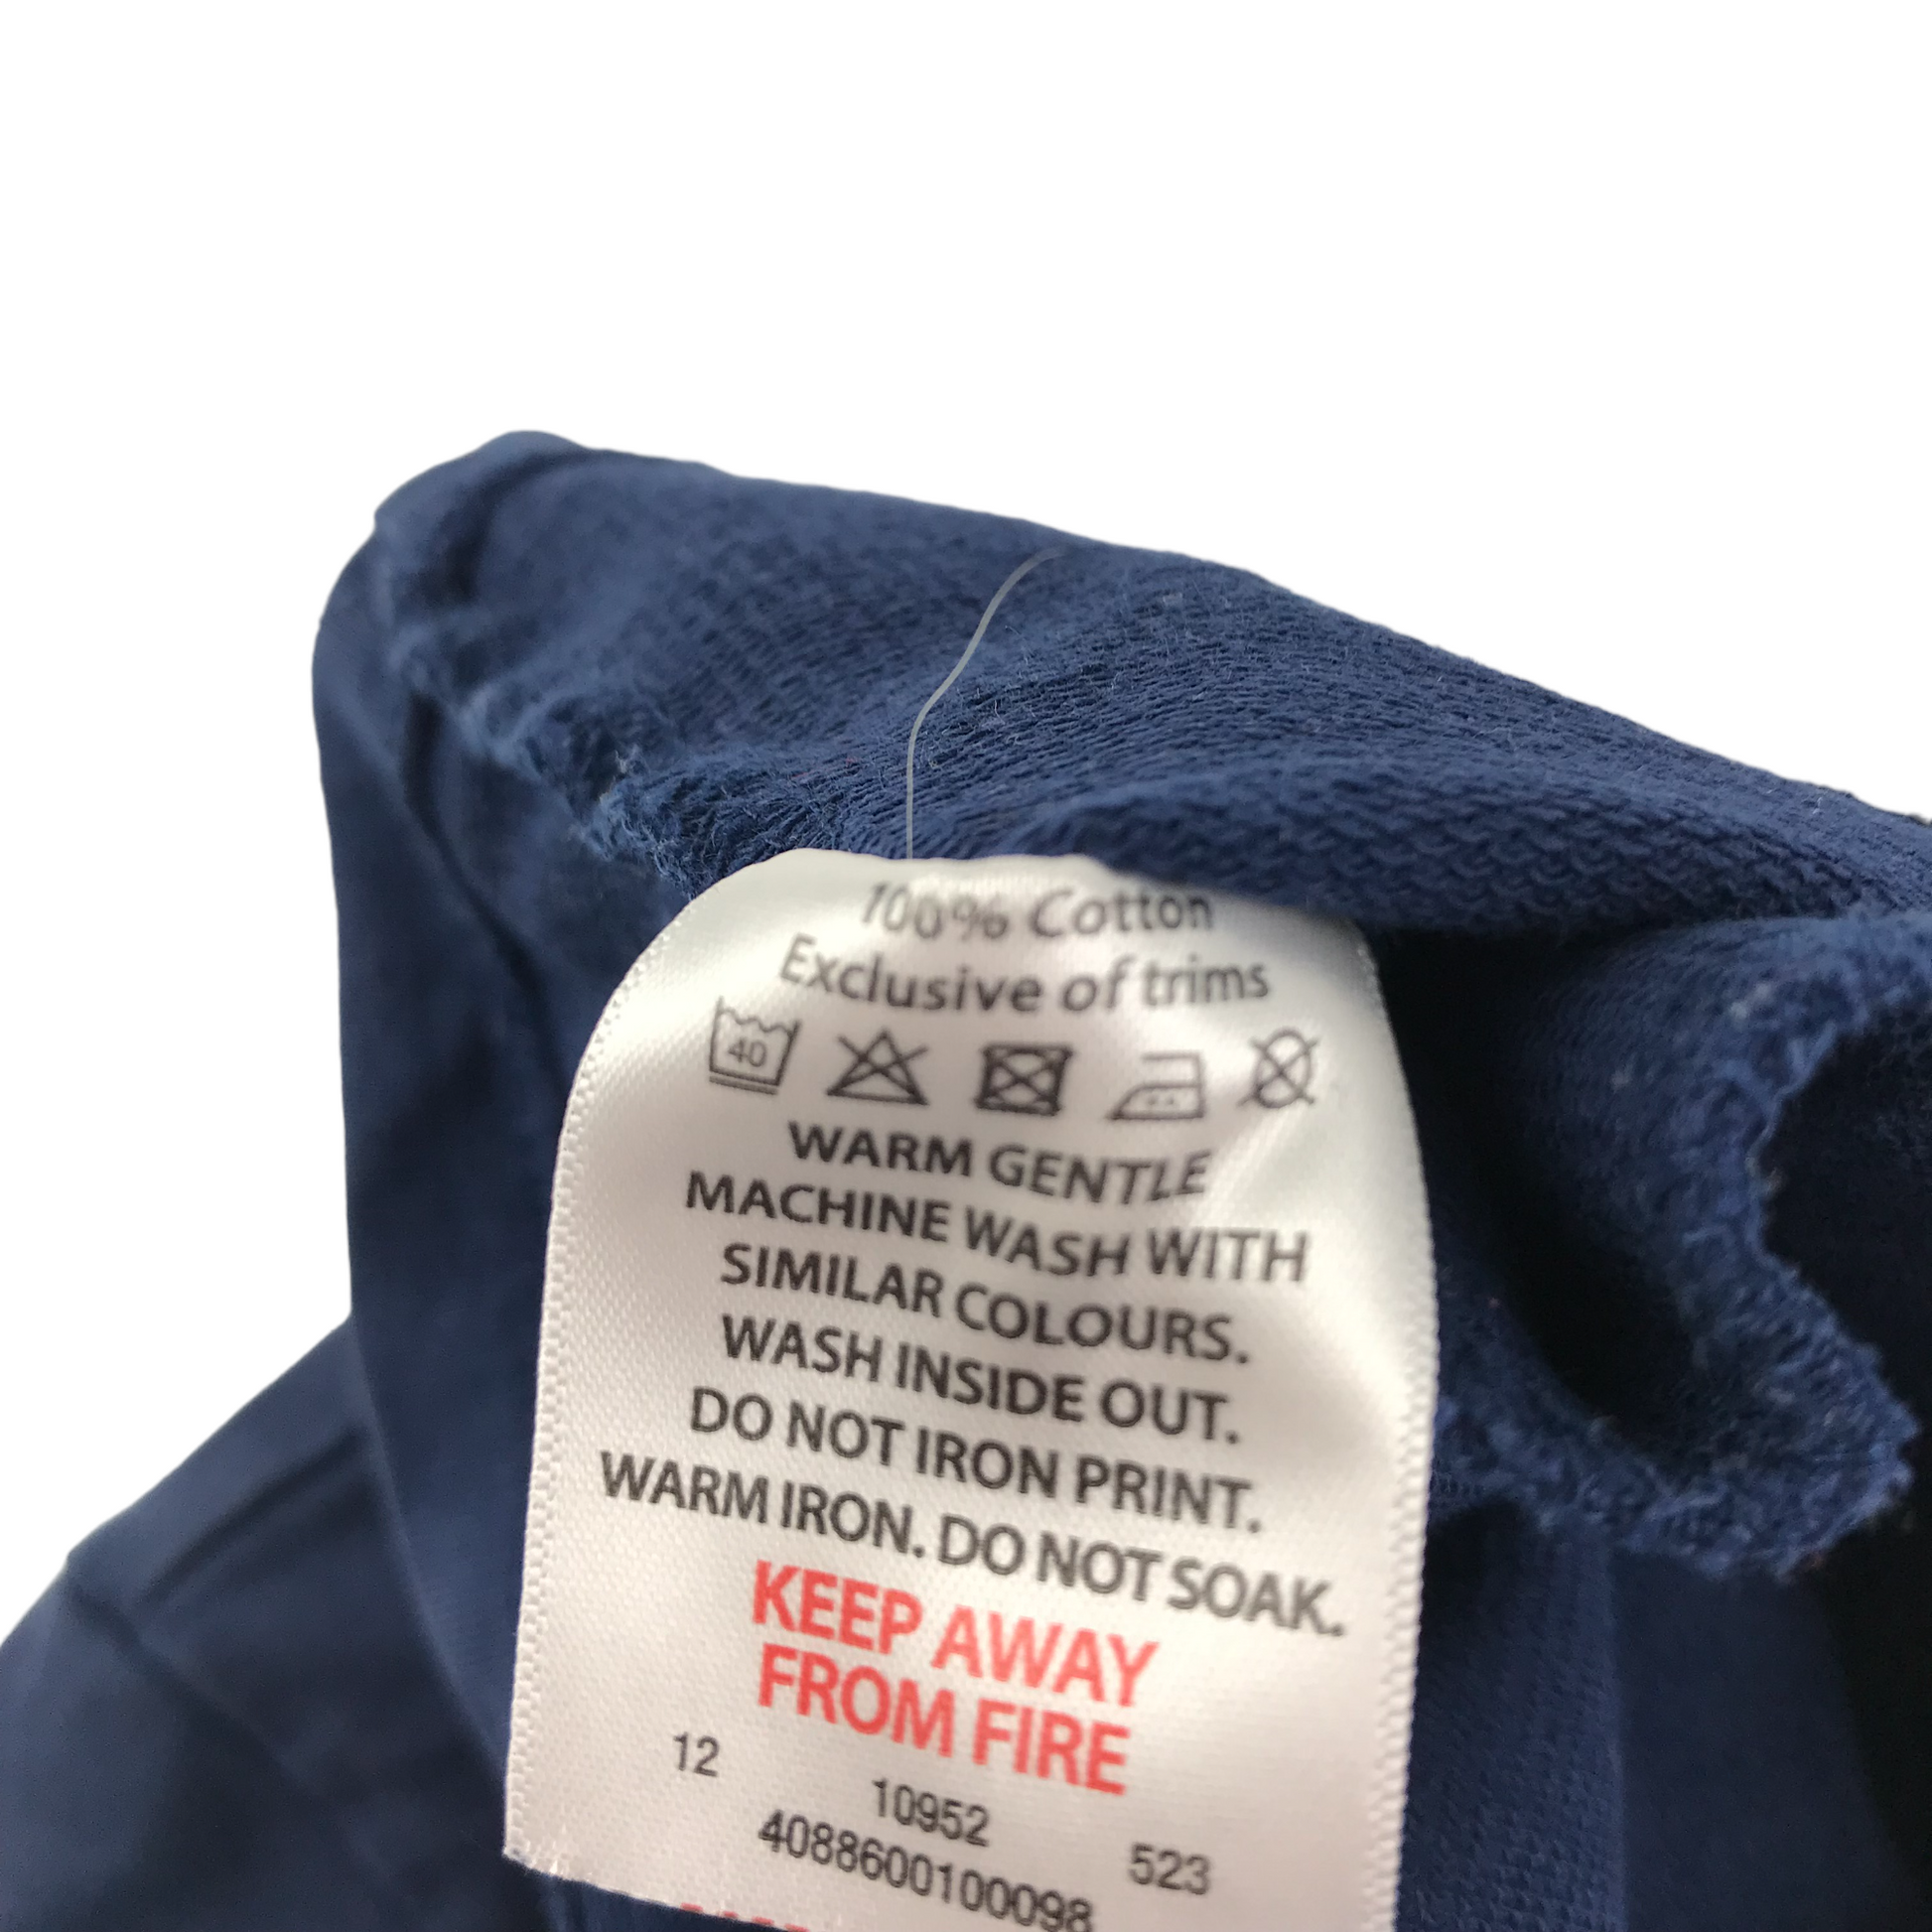 100% Cotton
Exclusive of trims
40
WARM GENTLE
MACHINE WASH WITH
SIMILAR COLOURS.
WASH INSIDE OUT.
DO NOT IRON PRINT.
WARM IRON. DO NOT SOAK.
KEEP AWAY
FROM FIRE
12 10952 523
4088600100098